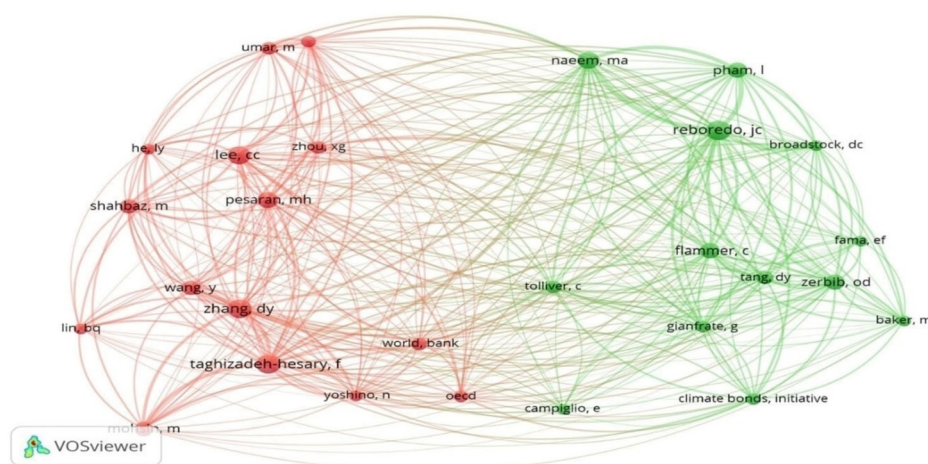 umar, m
naeem, ma
pham, l
reboredo, jc
broadstock, dc
he, ly
lee, cc
zhou, xg
shahbaz, m
pesaran, mh
fama, ef
flammer, c
tang, dy
zerbib, od
wang, y
tolliver, c
zhang, dy
baker, m
lin, bq
gianfrate, g
world, bank
taghizadeh-hesary, f
yoshino, n
oecd
climate bonds, initiative
campiglio, e
VOSviewer